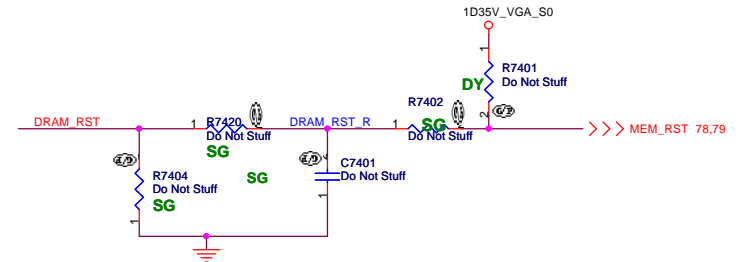 1D35V_VGA_S0
1
R7401
DY
Do Not Stuff
2
DRAM_RST
1
R7420
Do Not Stuff
SG
DRAM_RST_R
1
R7402
SG
Do Not Stuff
MEM_RST 78,79
R7404
Do Not Stuff
SG
1
SG
2
C7401
Do Not Stuff
1